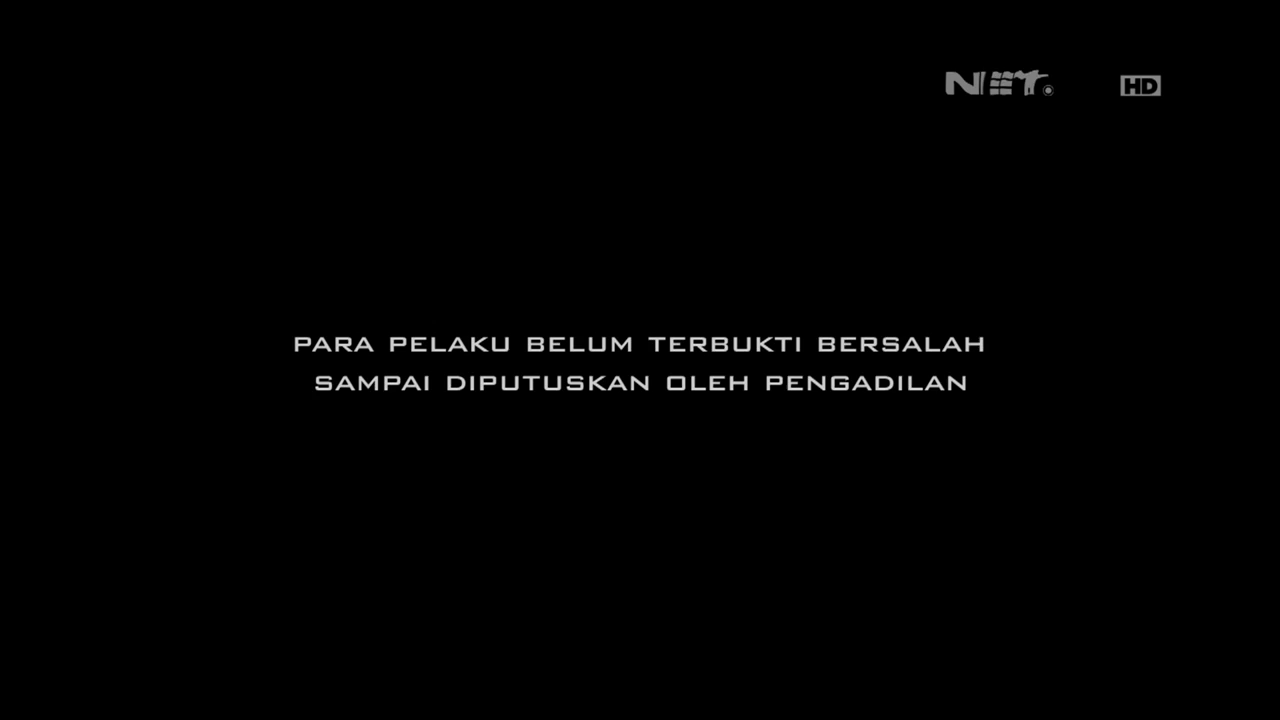 NET.
HD
PARA PELAKU BELUM TERBUKTI BERSALAH
SAMPAI DIPUTUSKAN OLEH PENGADILAN